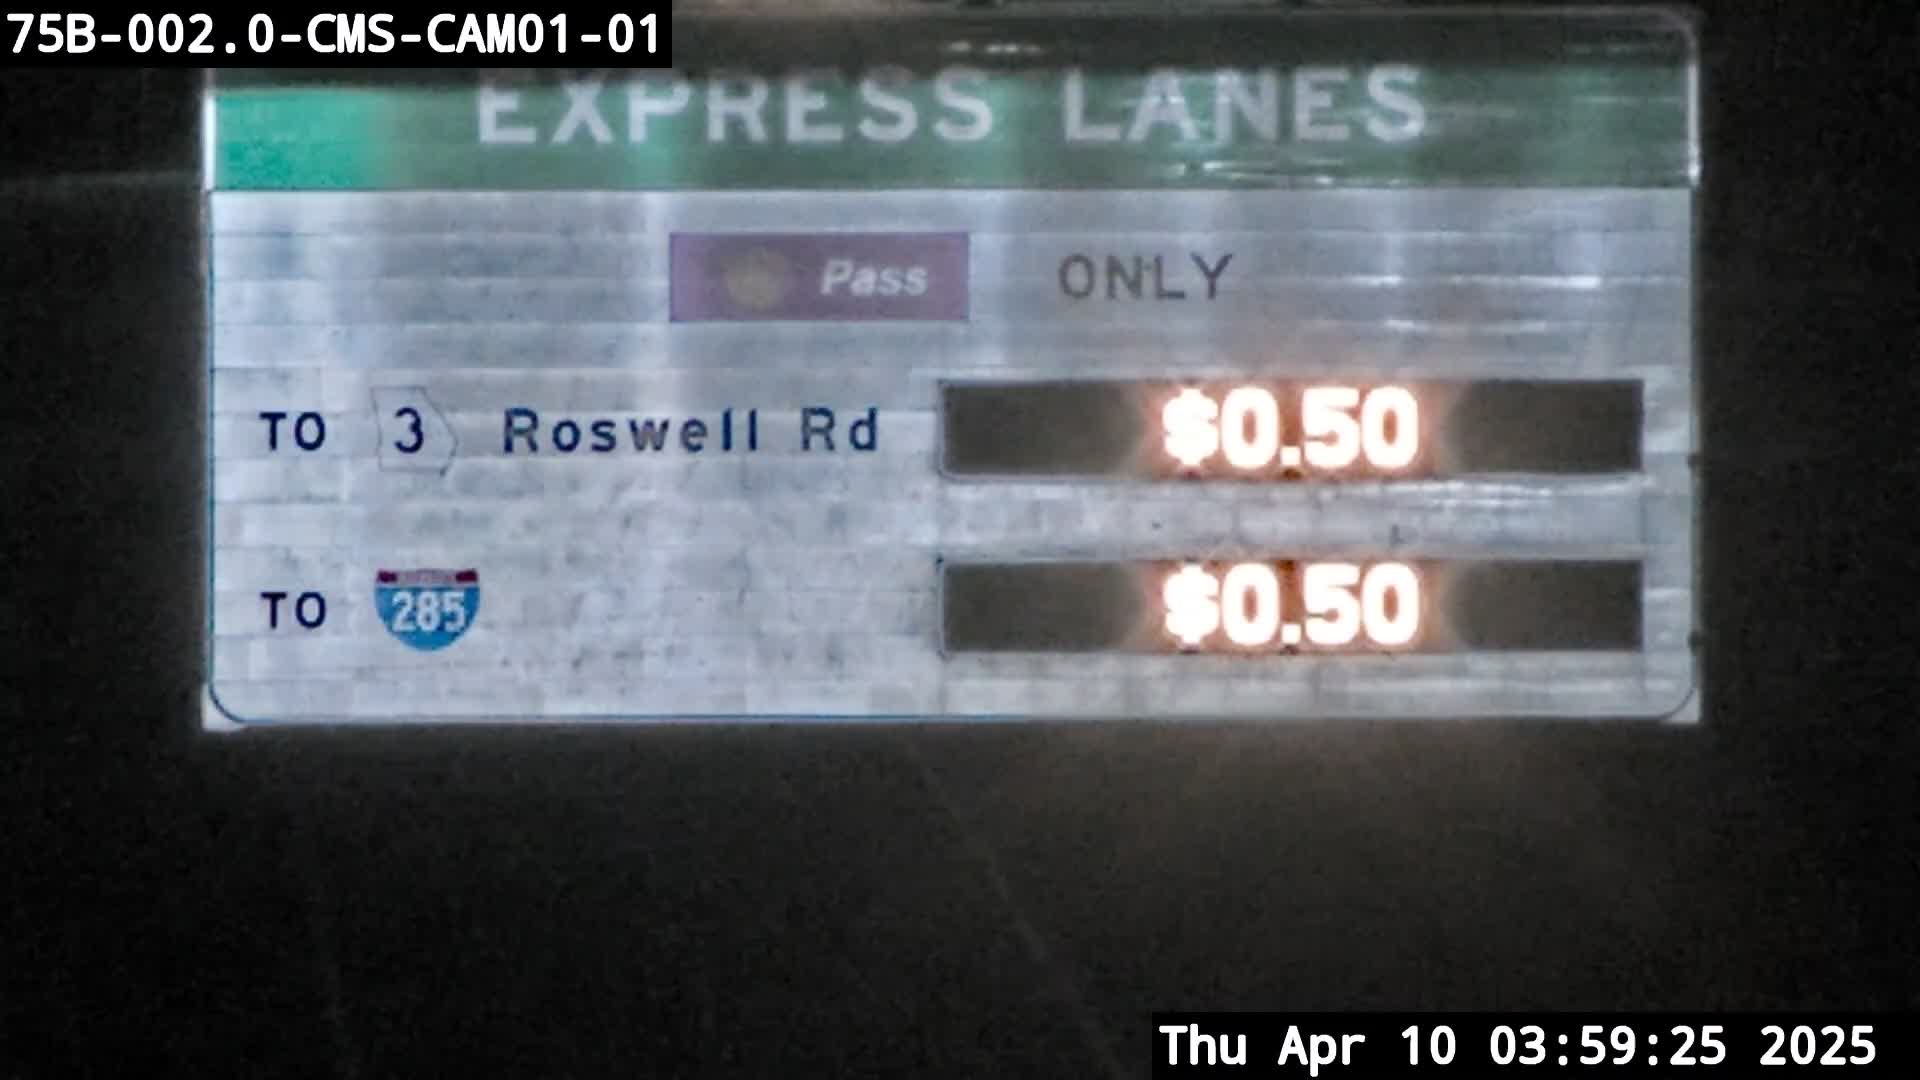 75B-002.0-CMS-CAM01-01
EXPRESS LANES
Pass ONLY
TO 3 Roswell Rd $0.50
TO 285 $0.50
Thu Apr 10 03:59:25 2025